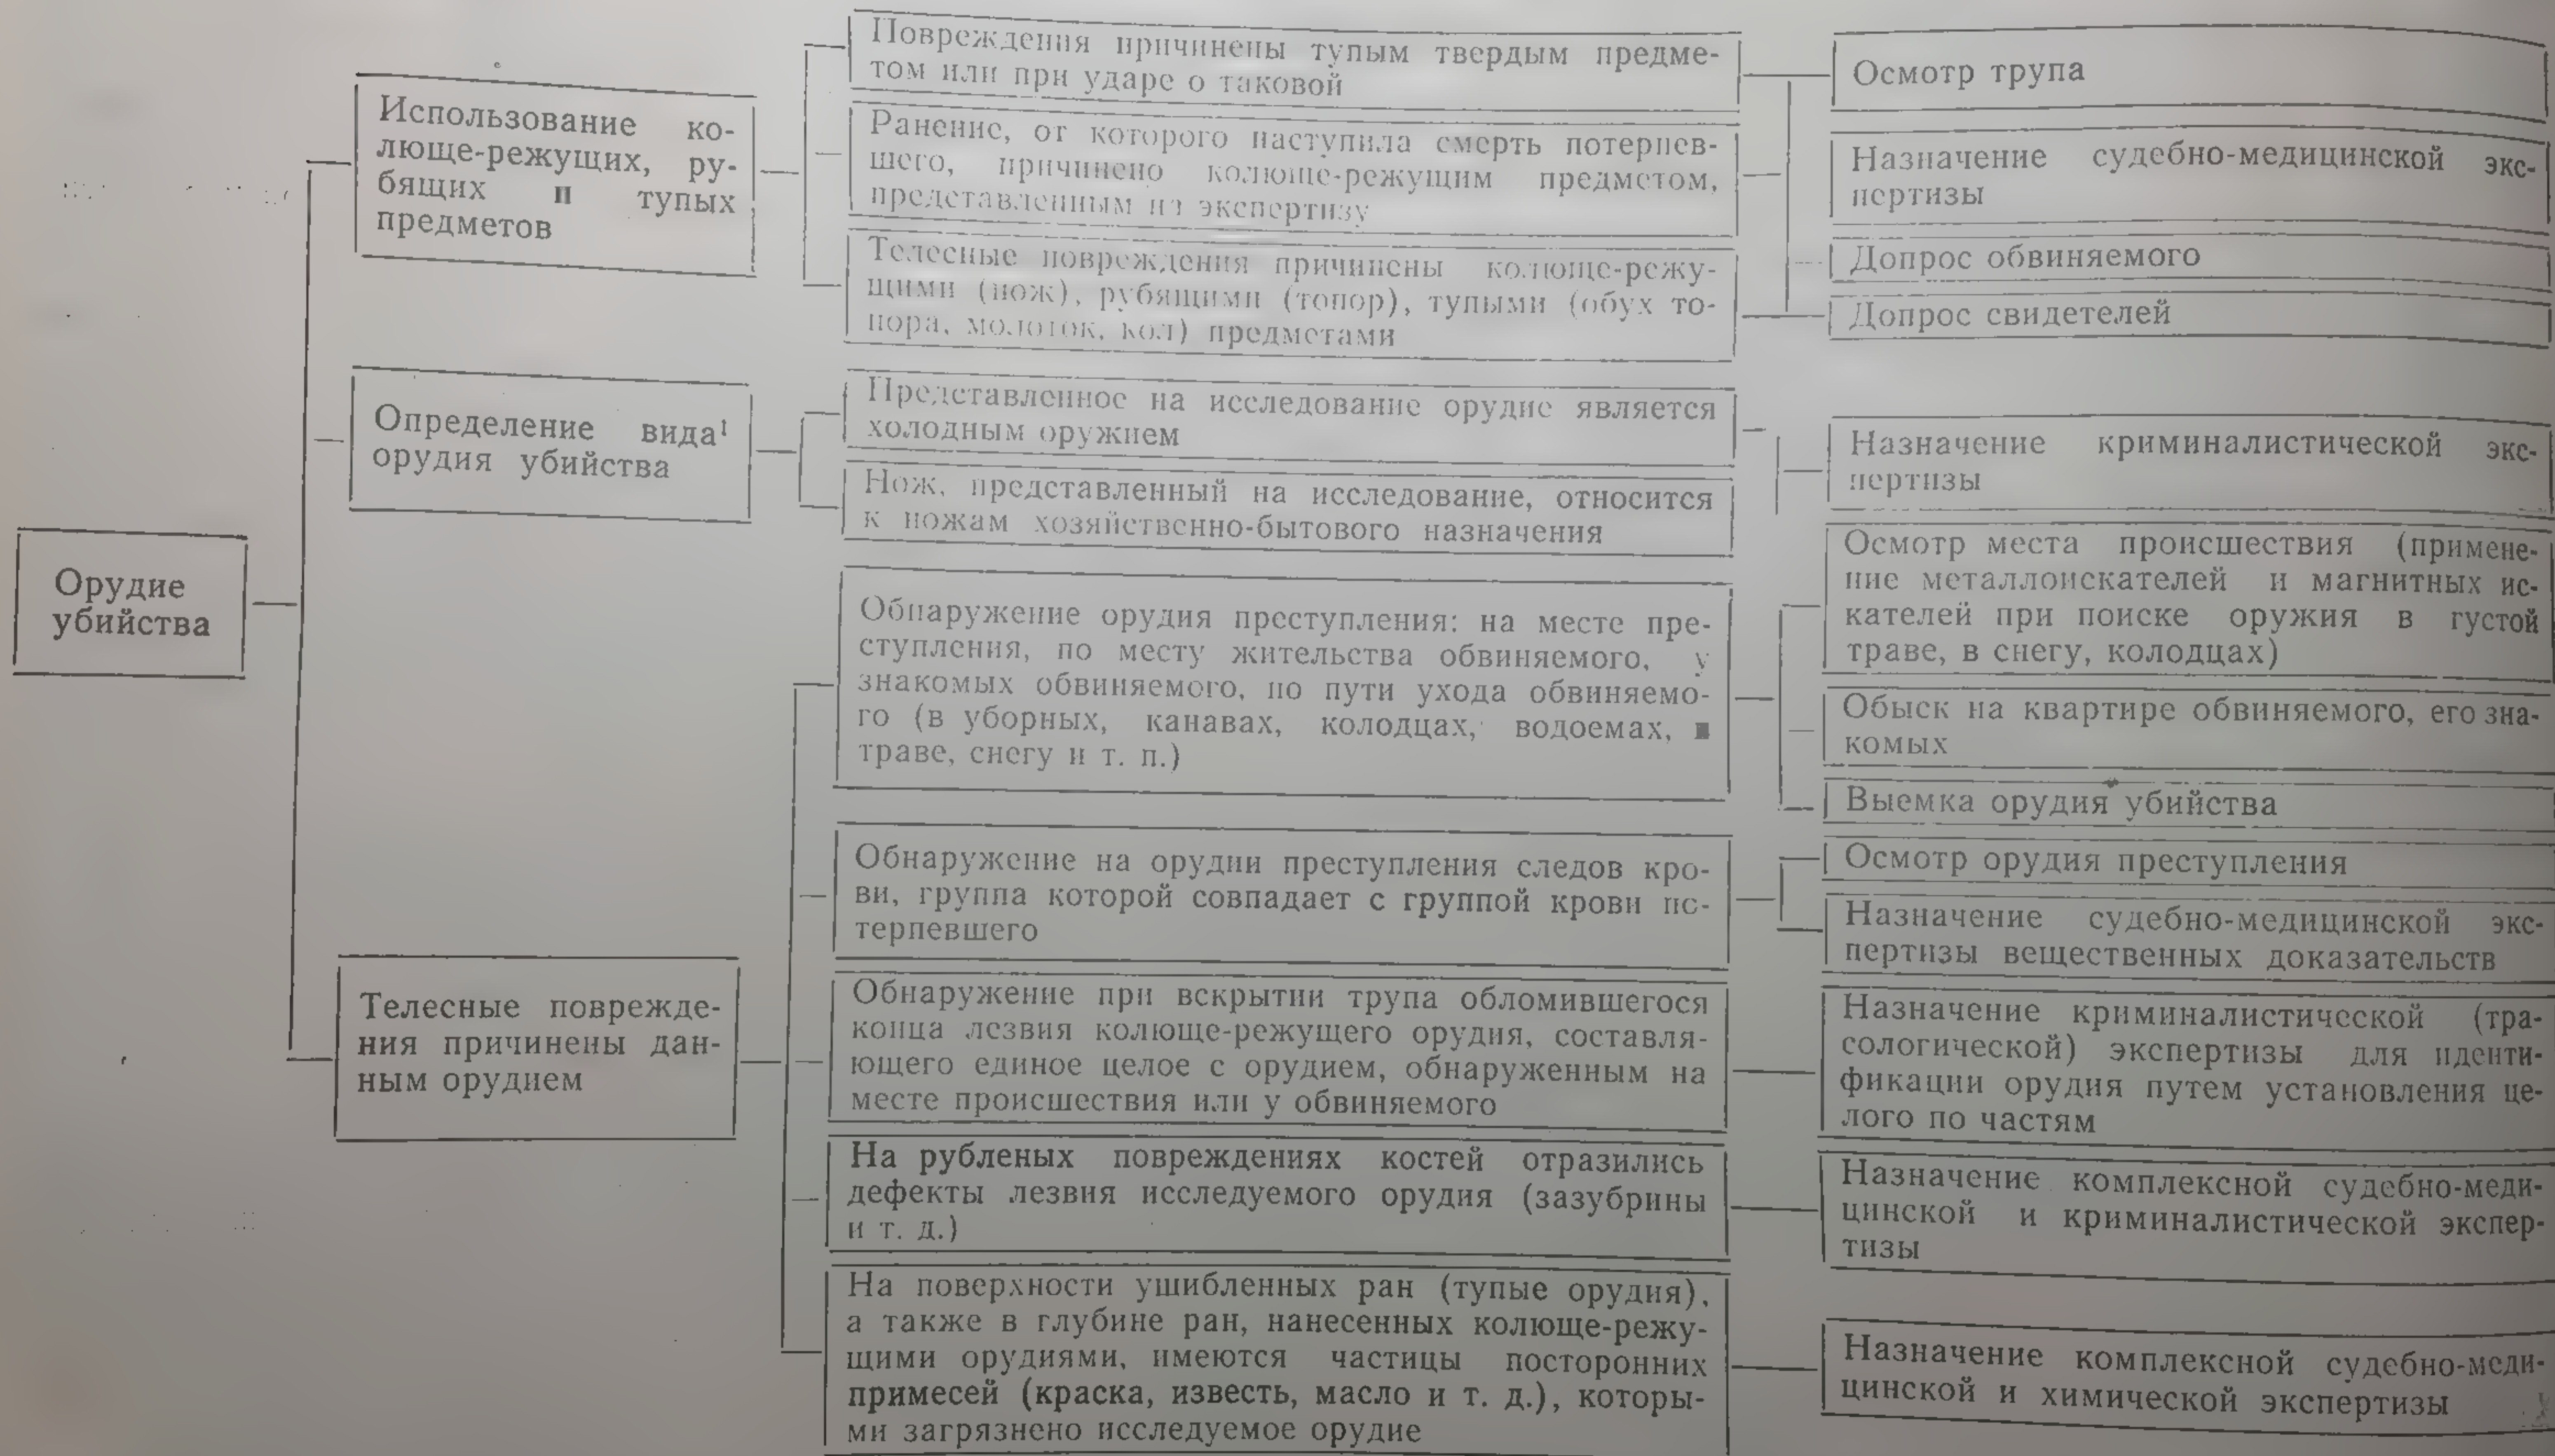 Орудие
убийства
Использование ко-
люще-режущих, ру-
бящих и тупых
предметов
Повреждения причинены тупым твердым предме-
том или при ударе о таковой
Ранение, от которого наступила смерть потерпев-
шего, причинено колюще-режущим предметом,
представленным на экспертизу
Телесные повреждения причинены колюще-режу-
щими (нож), рубящими (топор), тупыми (обух то-
пора, молоток, кол) предметами
Осмотр трупа
Назначение судебно-медицинской экс-
пертизы
Допрос обвиняемого
Допрос свидетелей
Определение вида¹
орудия убийства
Представленное на исследование орудие является
холодным оружием
Нож, представленный на исследование, относится
к ножам хозяйственно-бытового назначения
Назначение криминалистической экс-
пертизы
Телесные поврежде-
ния причинены дан-
ным орудием
Обнаружение орудия преступления: на месте пре-
ступления, по месту жительства обвиняемого, у
знакомых обвиняемого, по пути ухода обвиняемо-
го (в уборных, канавах, колодцах, водоемах, в
траве, снегу и т. п.)
Осмотр места происшествия (примене-
ние металлоискателей и магнитных ис-
кателей при поиске оружия в густой
траве, в снегу, колодцах)
Обыск на квартире обвиняемого, его зна-
комых
Выемка орудия убийства
Обнаружение на орудии преступления следов кро-
ви, группа которой совпадает с группой крови по-
терпевшего
Осмотр орудия преступления
Назначение судебно-медицинской экс-
пертизы вещественных доказательств
Обнаружение при вскрытии трупа обломившегося
конца лезвия колюще-режущего орудия, составля-
ющего единое целое с орудием, обнаруженным на
месте происшествия или у обвиняемого
Назначение криминалистической (тра-
сологической) экспертизы для иденти-
фикации орудия путем установления це-
лого по частям
На рубленых повреждениях костей отразились
дефекты лезвия исследуемого орудия (зазубрины
и т. д.)
Назначение комплексной судебно-меди-
цинской и криминалистической экспер-
тизы
На поверхности ушибленных ран (тупые орудия),
а также в глубине ран, нанесенных колюще-режу-
щими орудиями, имеются частицы посторонних
примесей (краска, известь, масло и т. д.), которы-
ми загрязнено исследуемое орудие
Назначение комплексной судебно-меди-
цинской и химической экспертизы